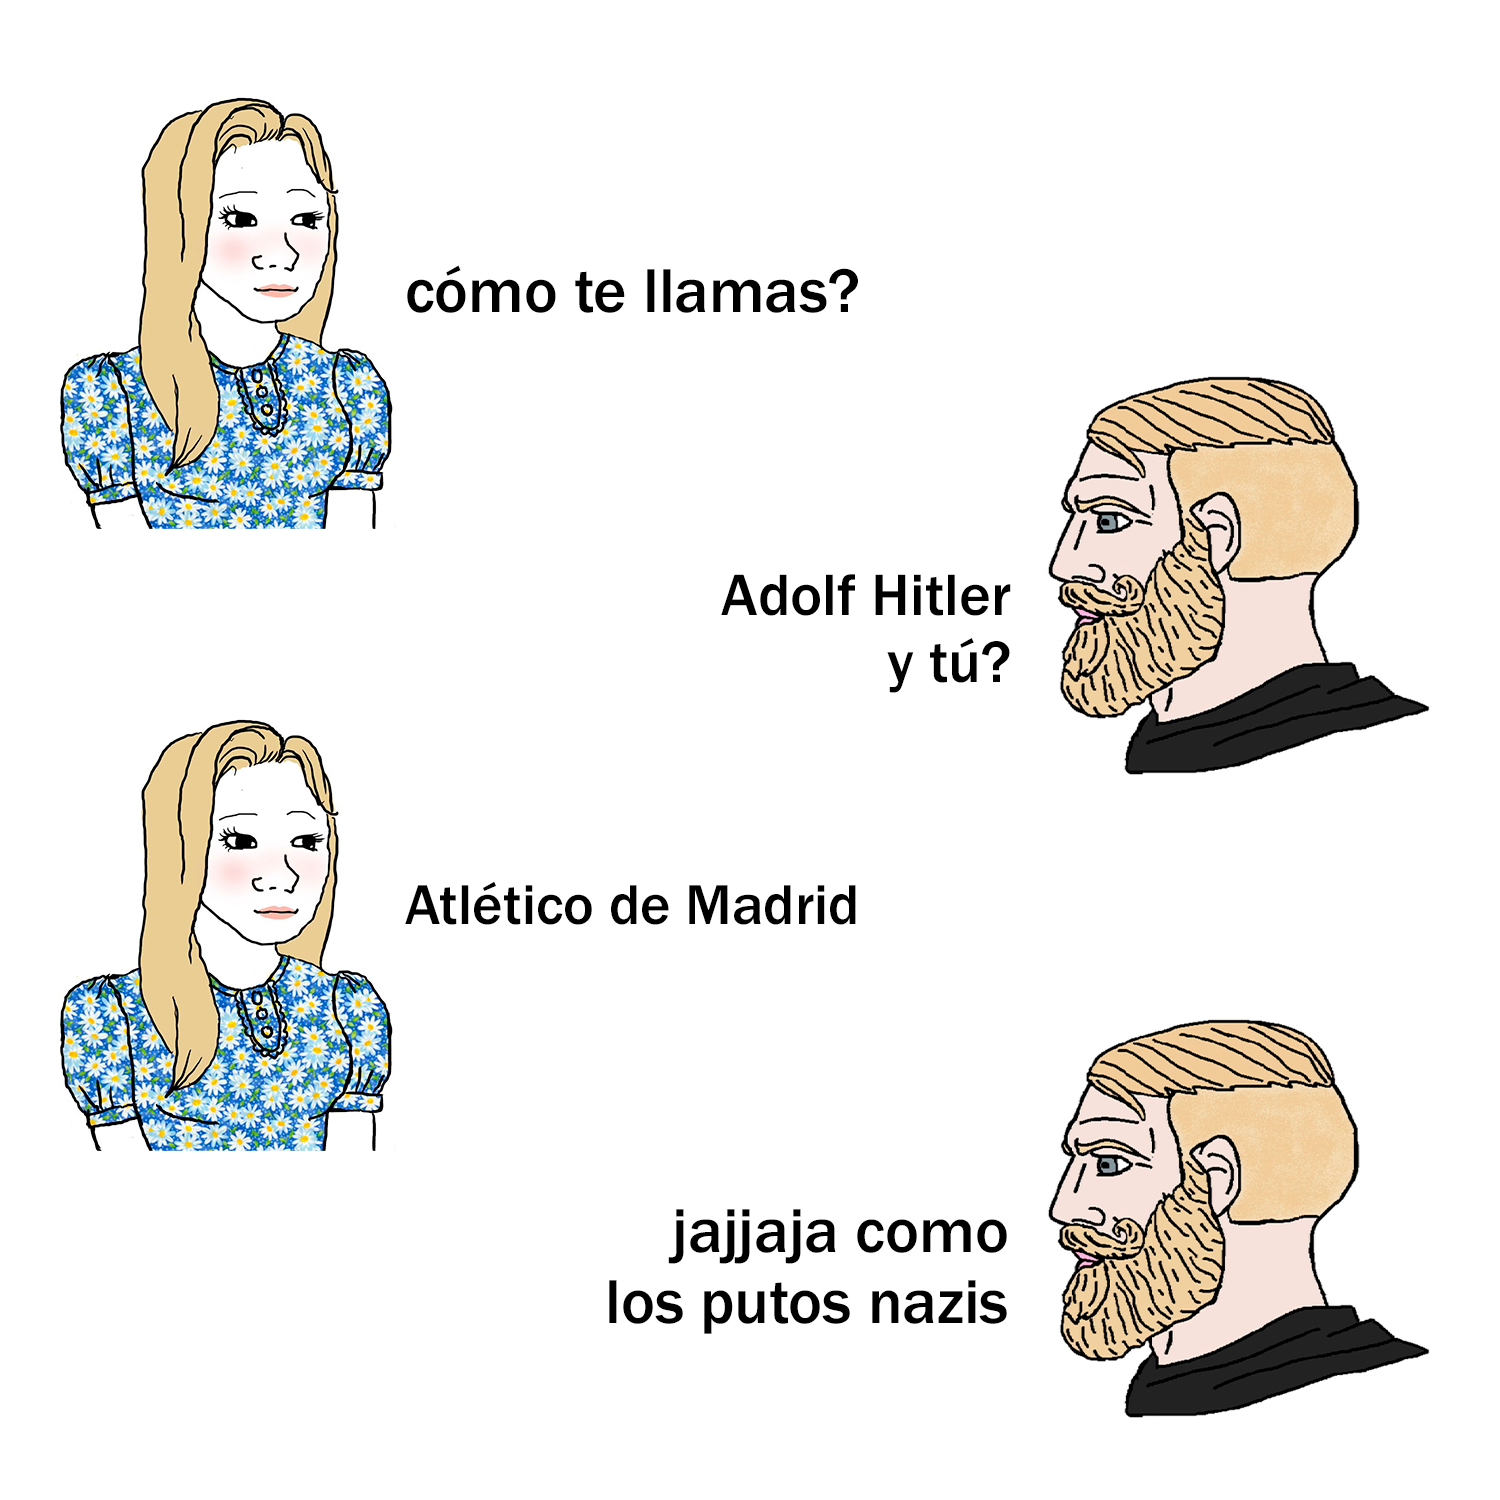 cómo te llamas?
Adolf Hitler
y tú?
Atlético de Madrid
jajjaja como
los putos nazis